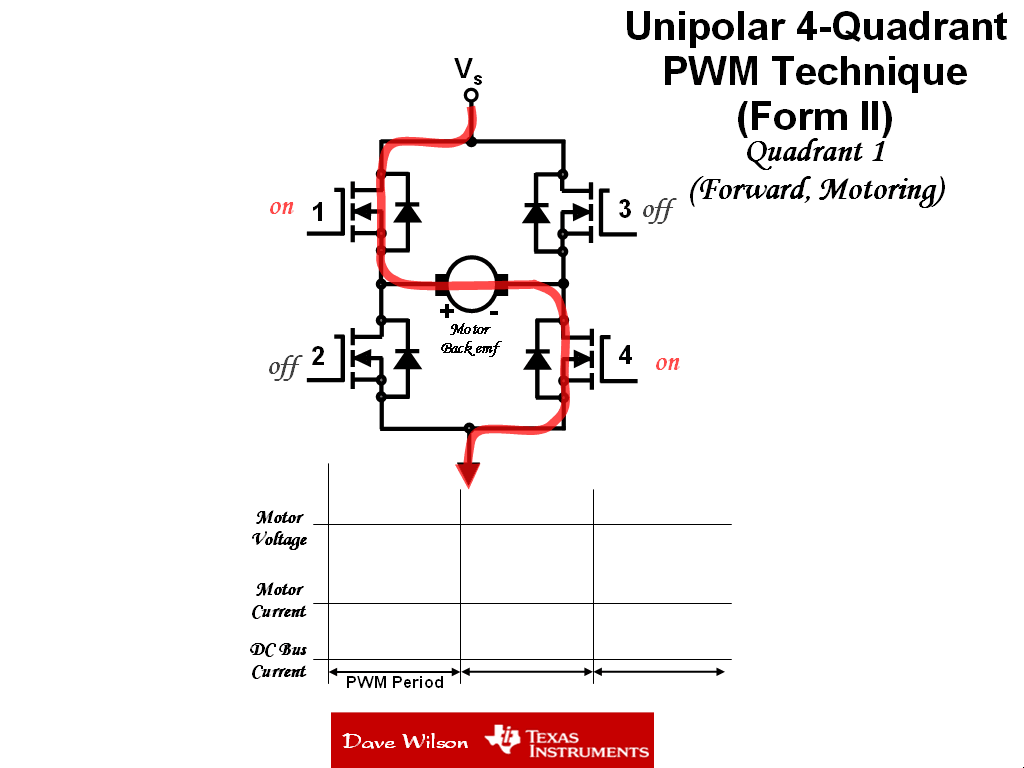 Unipolar 4-Quadrant
PWM Technique
(Form II)
Quadrant 1
(Forward, Motoring)
Vs
on
1
3
off
+
-
Motor
Back emf
off
2
4
on
Motor
Voltage
Motor
Current
DC Bus
Current
PWM Period
Dave Wilson
TEXAS
INSTRUMENTS